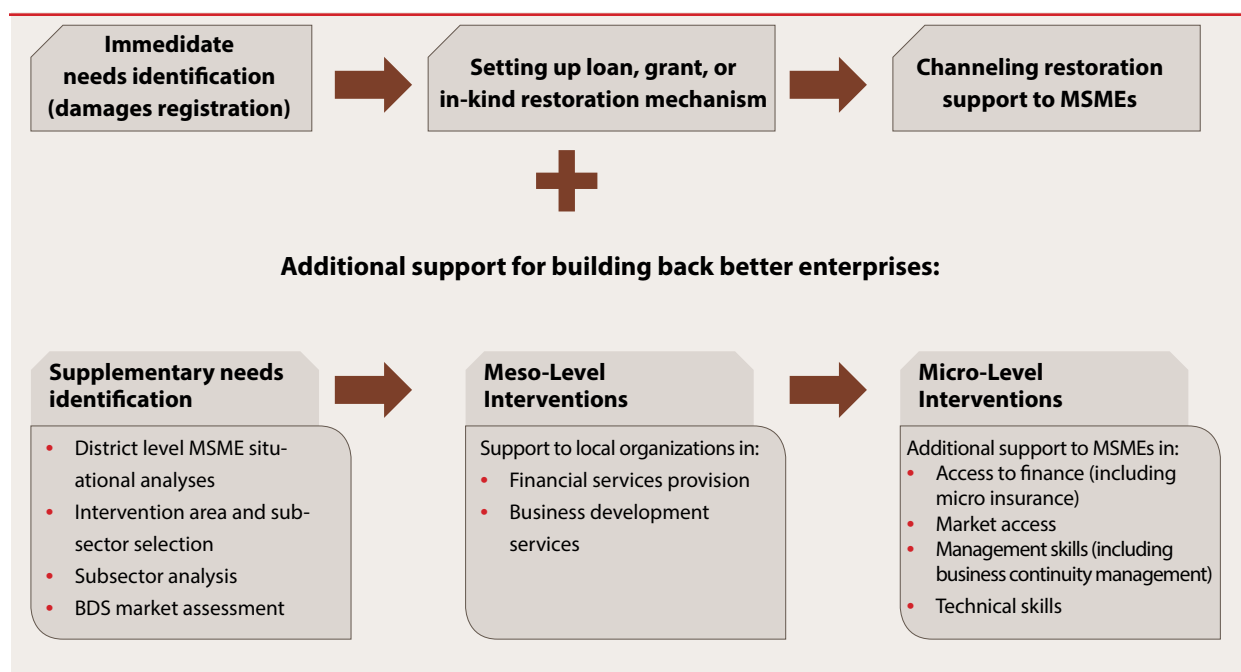 Immedidate
needs identification
(damages registration)
Setting up loan, grant, or
in-kind restoration mechanism
Channeling restoration
support to MSMEs
Additional support for building back better enterprises:
Supplementary needs
identification
• District level MSME situ-
ational analyses
• Intervention area and sub-
sector selection
• Subsector analysis
• BDS market assessment
Meso-Level
Interventions
Support to local organizations in:
• Financial services provision
• Business development
services
Micro-Level
Interventions
Additional support to MSMEs in:
• Access to finance (including
micro insurance)
• Market access
• Management skills (including
business continuity management)
• Technical skills